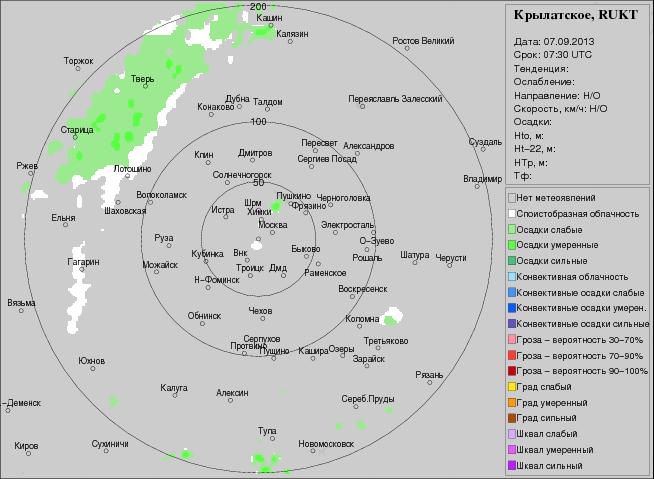 200
Кашин
Калязин
Ростов Великий
Торжок
Тверь
Дубна
Талдом
Переяславль Залесский
Конаково
100
Старица
Суздаль
Пересвет
Александров
Клин
Дмитров
Сергиев Посад
Ржев
Лотошино
Солнечногорск
Владимир
50
Волоколамск
Пушкино
Черноголовка
Шрм
Фрязино
Шаховская
Истра
Химки
Ельня
Москва
Электросталь
Руза
О-Зуево
Внк
Быково
Кубинка
Рошаль
Шатура
Черусти
Гагарин
Можайск
Троицк
Дмд
Раменское
Н-Фоминск
Воскресенск
Вязьма
Обнинск
Чехов
Коломна
Серпухов
Третьяково
Протвино
Пущино
Кашира
Озеры
Зарайск
Юхнов
Рязань
Калуга
Алексин
Сереб.Пруды
-Деменск
Тула
Киров
Сухиничи
Новомосковск
Крылатское, RUKT
Дата: 07.09.2013
Срок: 07:30 UTC
Тенденция:
Ослабление:
Направление: Н/О
Скорость, км/ч: Н/О
Осадки:
Hto, м:
Ht-22, м:
HTp, м:
Тф:
Нет метеоявлений
Слоистобразная облачность
Осадки слабые
Осадки умеренные
Осадки сильные
Конвективная облачность
Конвективные осадки слабые
Конвективные осадки умерен.
Конвективные осадки сильные
Гроза - вероятность 30-70%
Гроза - вероятность 70-90%
Гроза - вероятность 90-100%
Град слабый
Град умеренный
Град сильный
Шквал слабый
Шквал умеренный
Шквал сильный